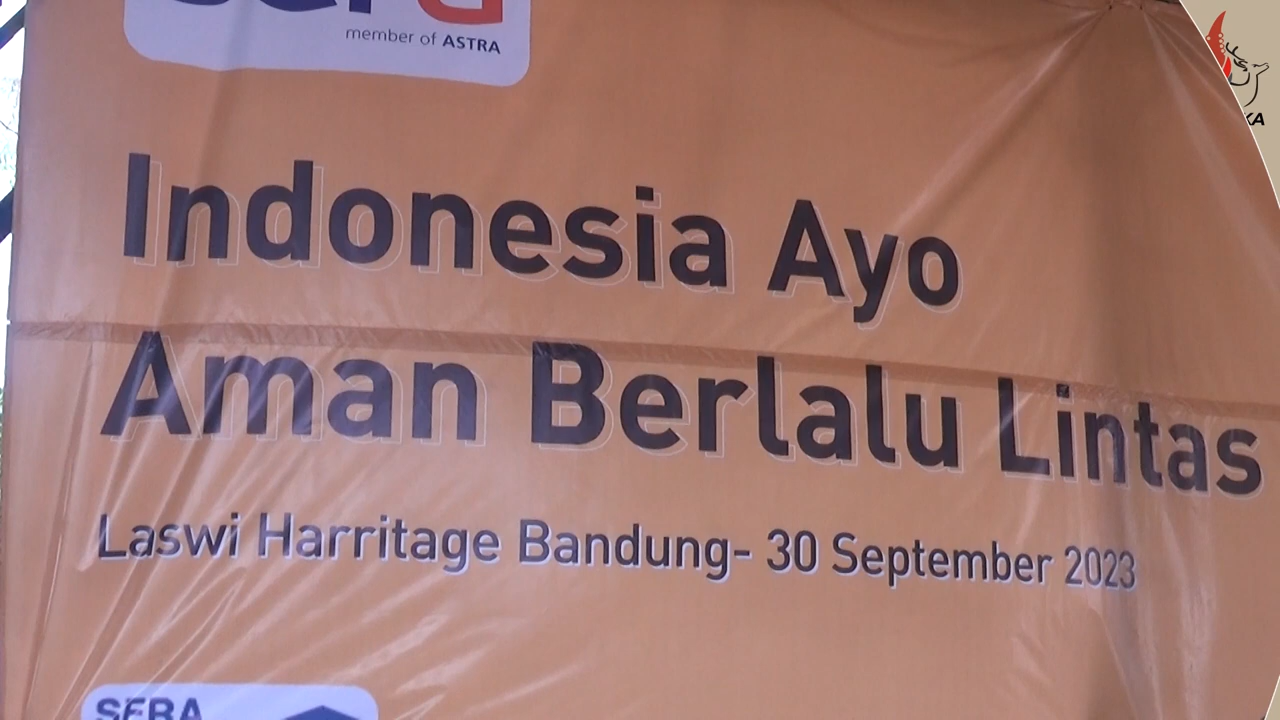 member of ASTRA
Indonesia Ayo
Aman Berlalu Lintas
Laswi Harritage Bandung- 30 September 2023
SERA